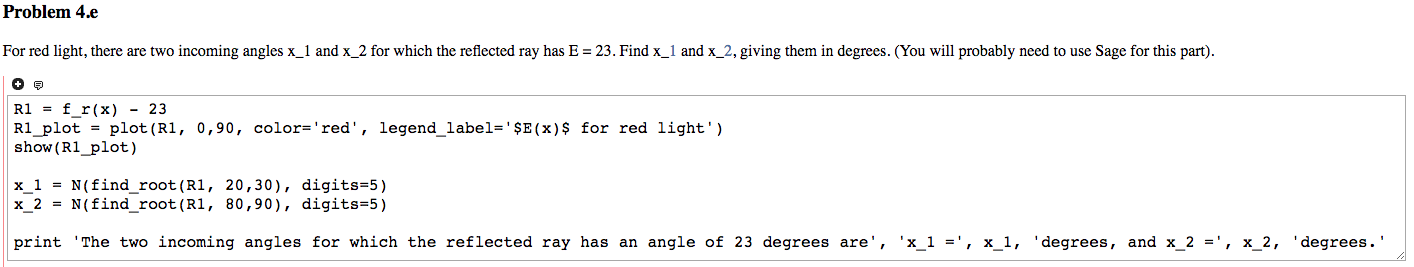 Problem 4.e
For red light, there are two incoming angles x_1 and x_2 for which the reflected ray has E = 23. Find x_1 and x_2, giving them in degrees. (You will probably need to use Sage for this part).
R1 = f_r(x) - 23
R1_plot = plot(R1, 0,90, color='red', legend_label='$E(x)$ for red light')
show(R1_plot)
x_1 = N(find_root(R1, 20,30), digits=5)
x_2 = N(find_root(R1, 80,90), digits=5)
print 'The two incoming angles for which the reflected ray has an angle of 23 degrees are', 'x_1 =', x_1, 'degrees, and x_2 =', x_2, 'degrees.'